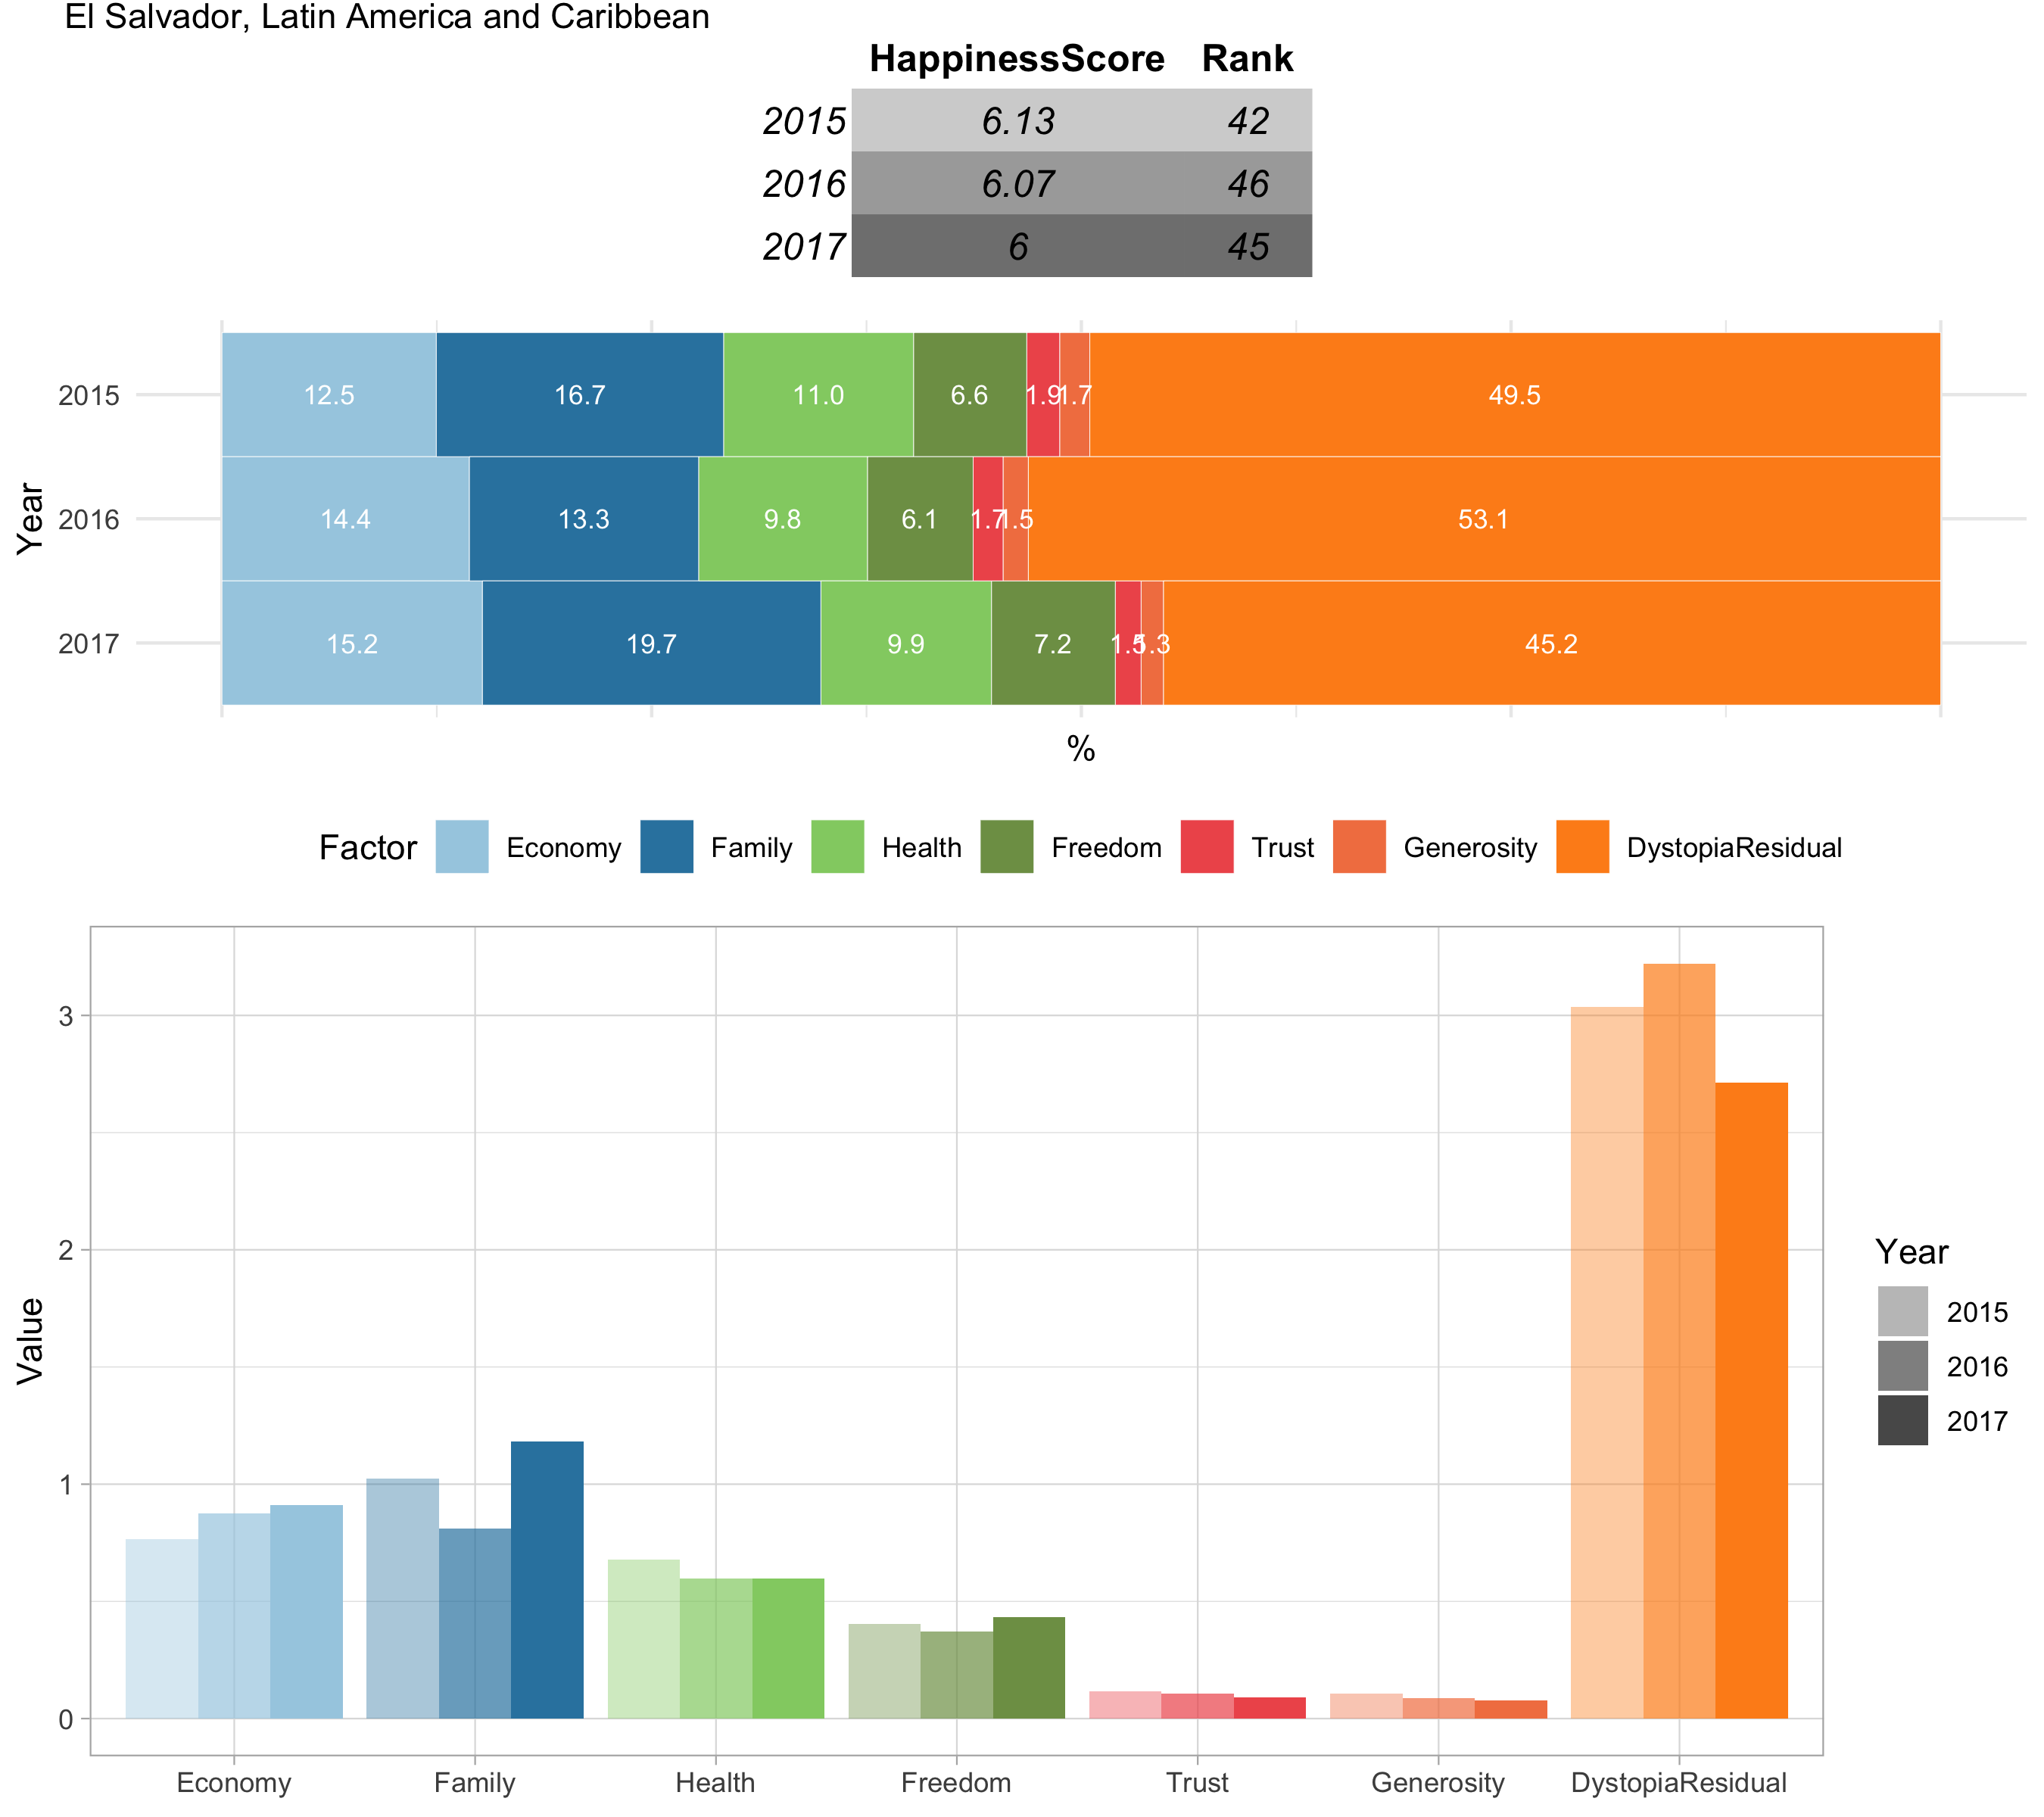 El Salvador, Latin America and Caribbean
HappinessScore Rank
2015 6.13 42
2016 6.07 46
2017 6 45
2015 12.5 16.7 11.0 6.6 1.9 1.7 49.5
2016 14.4 13.3 9.8 6.1 1.7 1.5 53.1
2017 15.2 19.7 9.9 7.2 1.5 1.3 45.2
Year
%
Factor Economy Family Health Freedom Trust Generosity DystopiaResidual
3
2
1
0
Value
Economy Family Health Freedom Trust Generosity DystopiaResidual
Year
2015
2016
2017